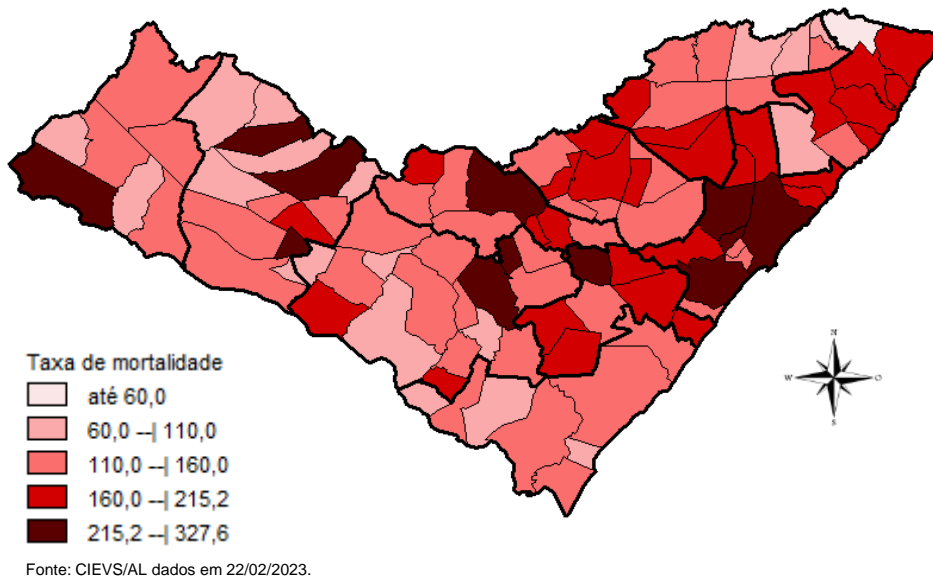 N
W
O
S
Taxa de mortalidade
até 60,0
60,0 --| 110,0
110,0 --| 160,0
160,0 --| 215,2
215,2 --| 327,6
Fonte: CIEVS/AL dados em 22/02/2023.